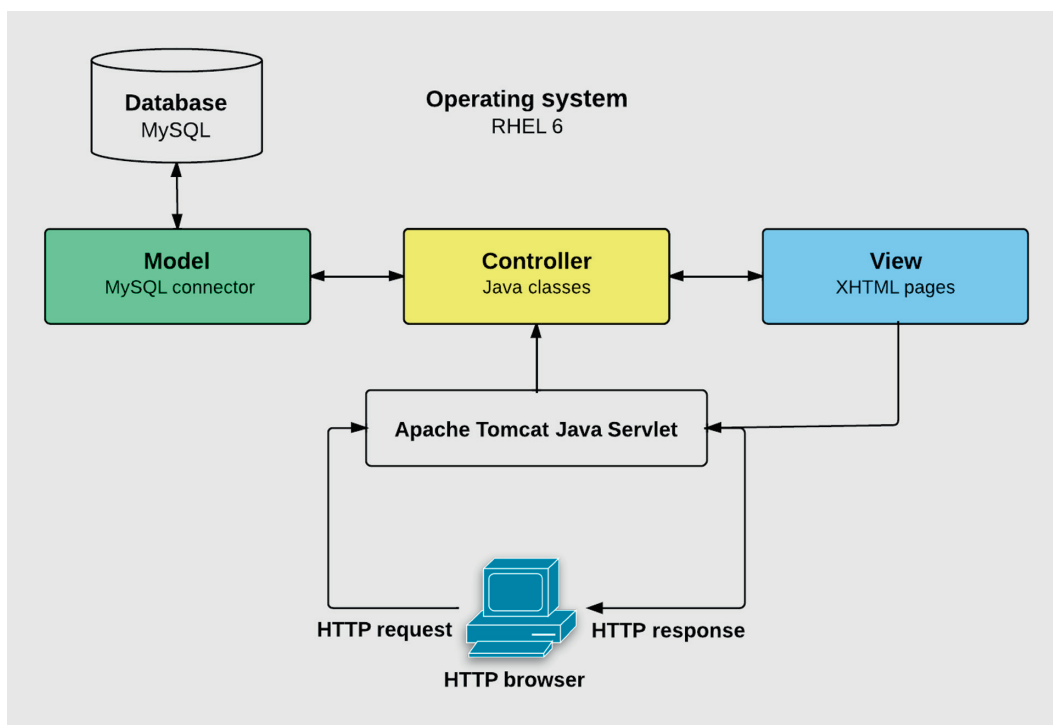 Database
MySQL
Operating system
RHEL 6
Model
MySQL connector
Controller
Java classes
View
XHTML pages
Apache Tomcat Java Servlet
HTTP request
HTTP response
HTTP browser